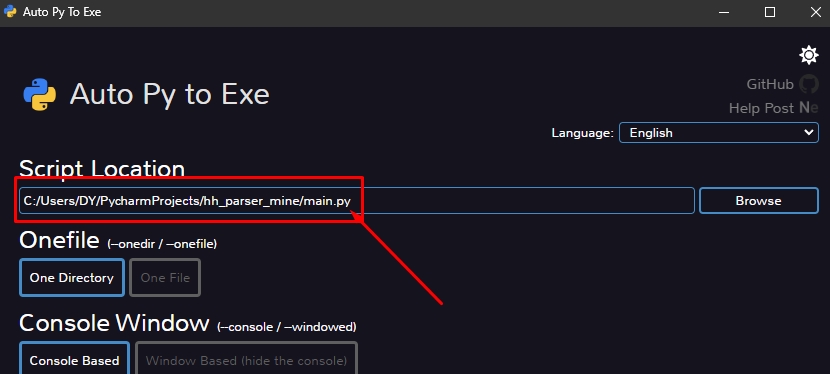 Auto Py To Exe
Auto Py to Exe
GitHub
Help Post Ne
Language: English
Script Location
C:/Users/DY/PycharmProjects/hh_parser_mine/main.py Browse
Onefile (--onedir / --onefile)
One Directory One File
Console Window (--console / --windowed)
Console Based Window Based (hide the console)